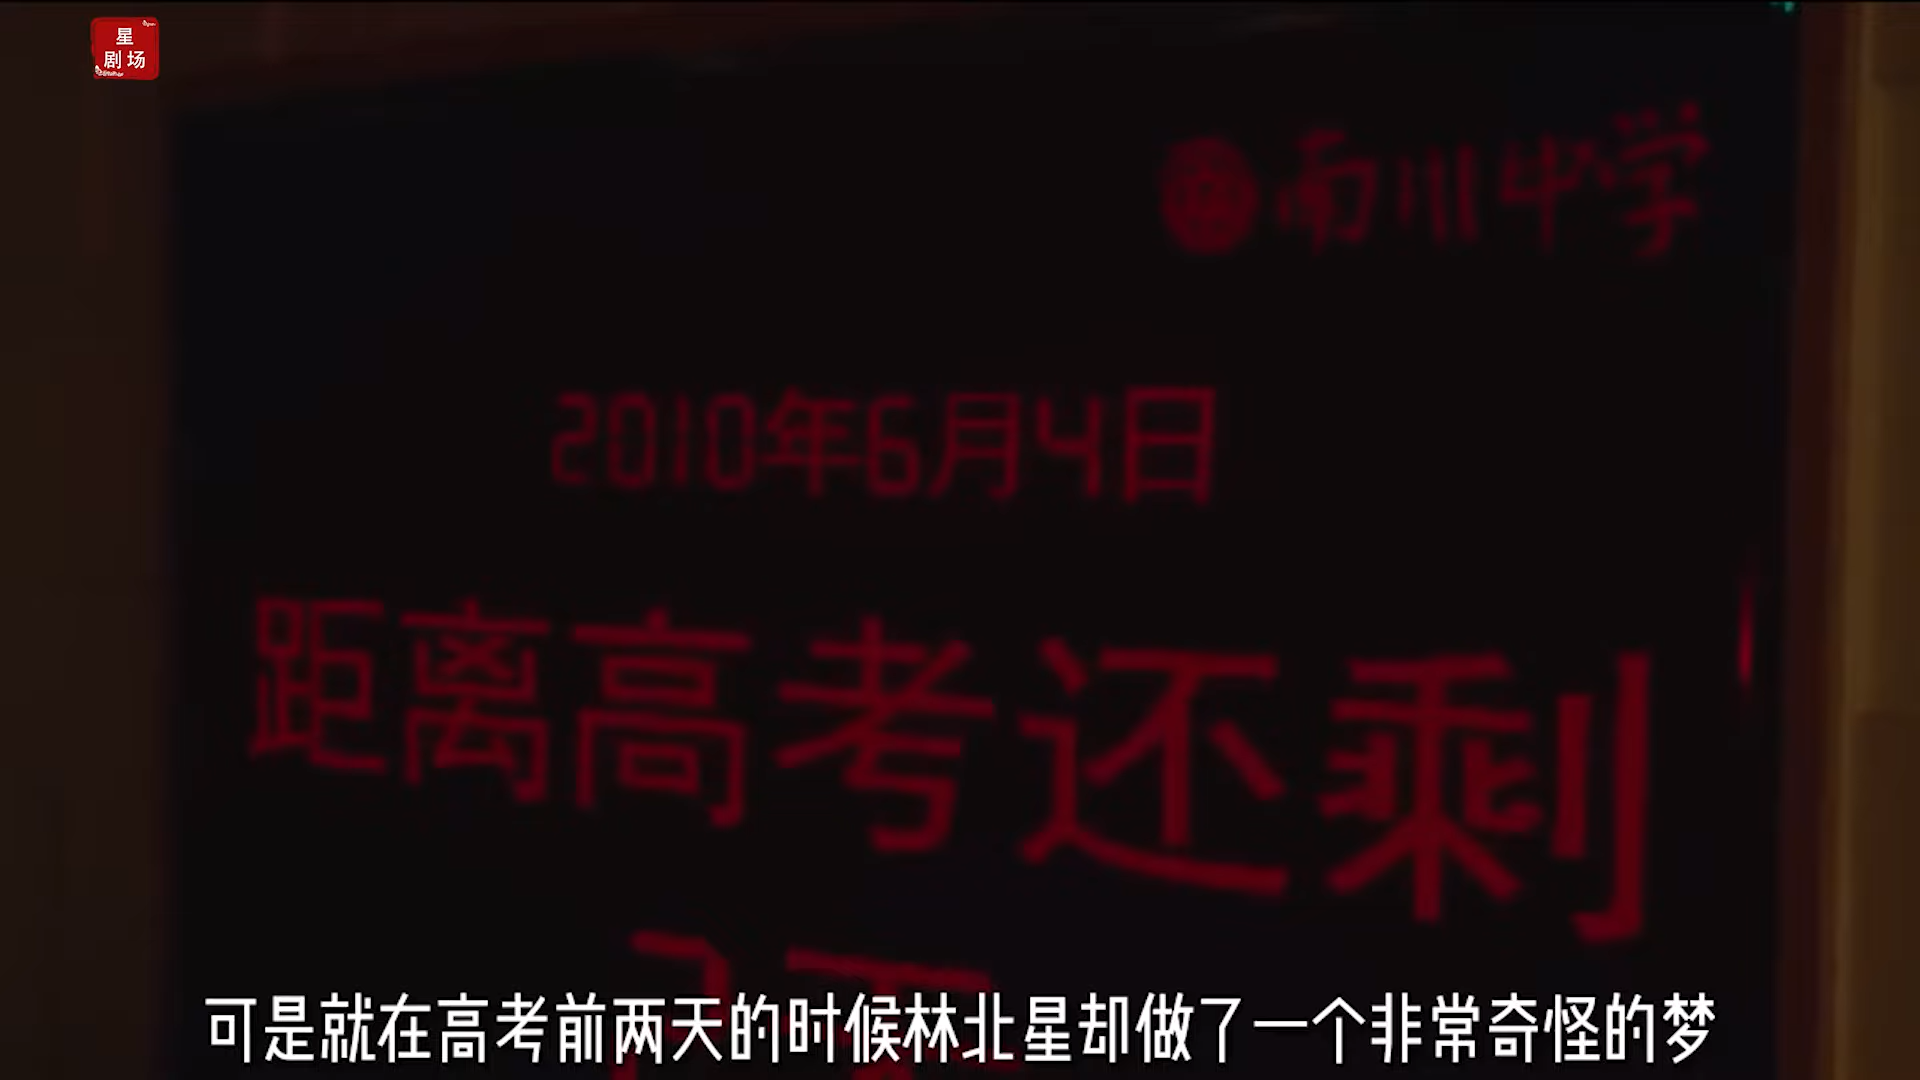 星
剧场
南川中学
2010年6月4日
距离高考还剩
可是就在高考前两天的时候林北星却做了一个非常奇怪的梦